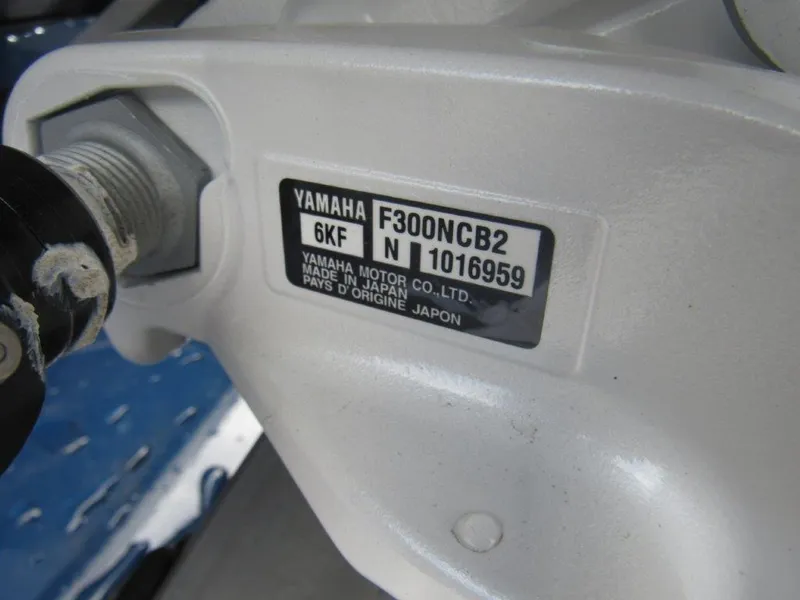 YAMAHA F300NCB2
6KF N 1016959
YAMAHA MOTOR CO.,LTD.
MADE IN JAPAN
PAYS D'ORIGINE JAPON